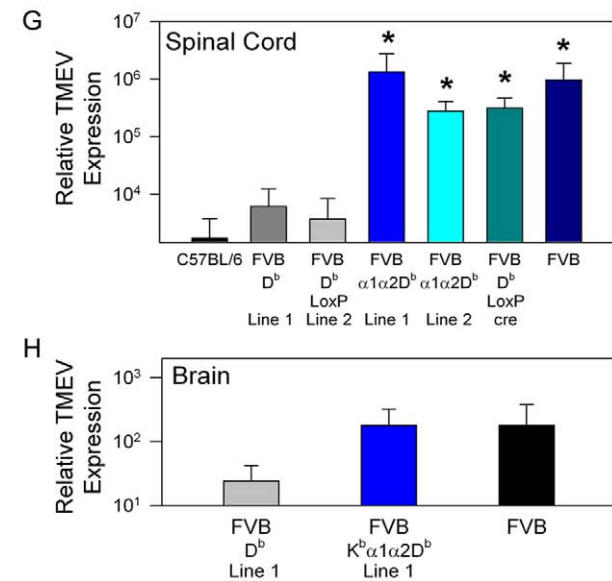 G
Spinal Cord
Relative TMEV
Expression
10⁷
10⁶
10⁵
10⁴
* * * *
C57BL/6 FVB FVB FVB FVB FVB FVB
Dᵇ Dᵇ α1α2Dᵇ α1α2Dᵇ Dᵇ
LoxP LoxP
Line 1 Line 2 Line 1 Line 2 cre
H
Brain
Relative TMEV
Expression
10³
10²
10¹
FVB FVB FVB
Dᵇ Kᵇα1α2Dᵇ
Line 1 Line 1